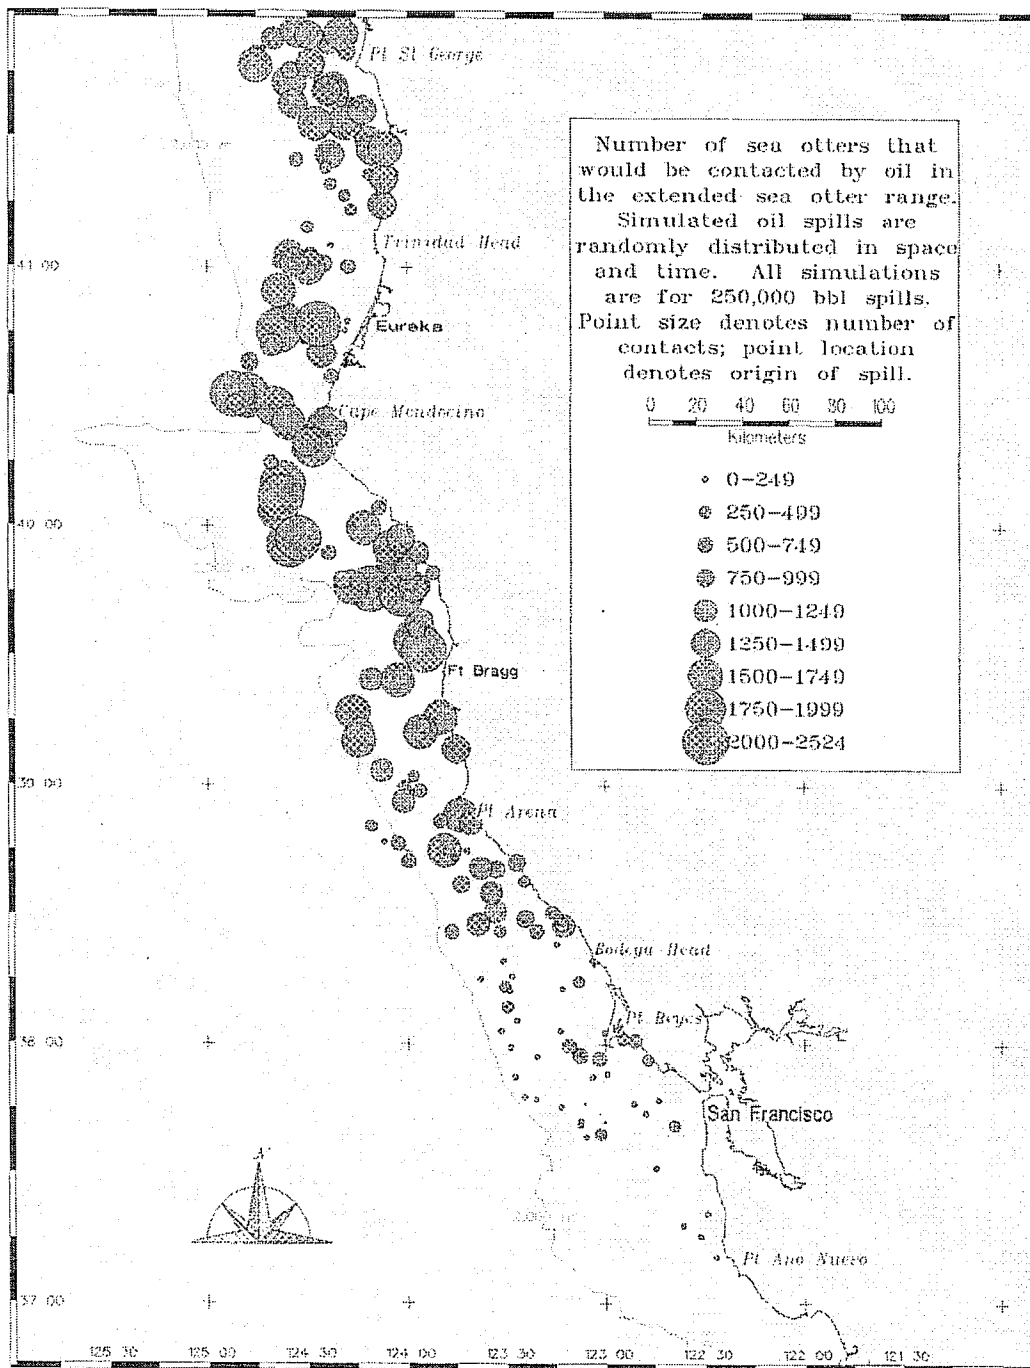 Pt St George
Number of sea otters that
would be contacted by oil in
the extended sea otter range.
Simulated oil spills are
randomly distributed in space
and time. All simulations
are for 250,000 bbl spills.
Point size denotes number of
contacts; point location
denotes origin of spill.
0 20 40 60 80 100
Kilometers
0-249
250-499
500-749
750-999
1000-1249
1250-1499
1500-1749
1750-1999
2000-2524
Trinidad Head
41 00
Eureka
Cape Mendocino
40 00
Ft Bragg
39 00
Pt Arena
Bodega Head
Pt Reyes
38 00
San Francisco
N
Pt Ano Nuevo
37 00
125 30 125 00 124 30 124 00 123 30 123 00 122 30 122 00 121 30